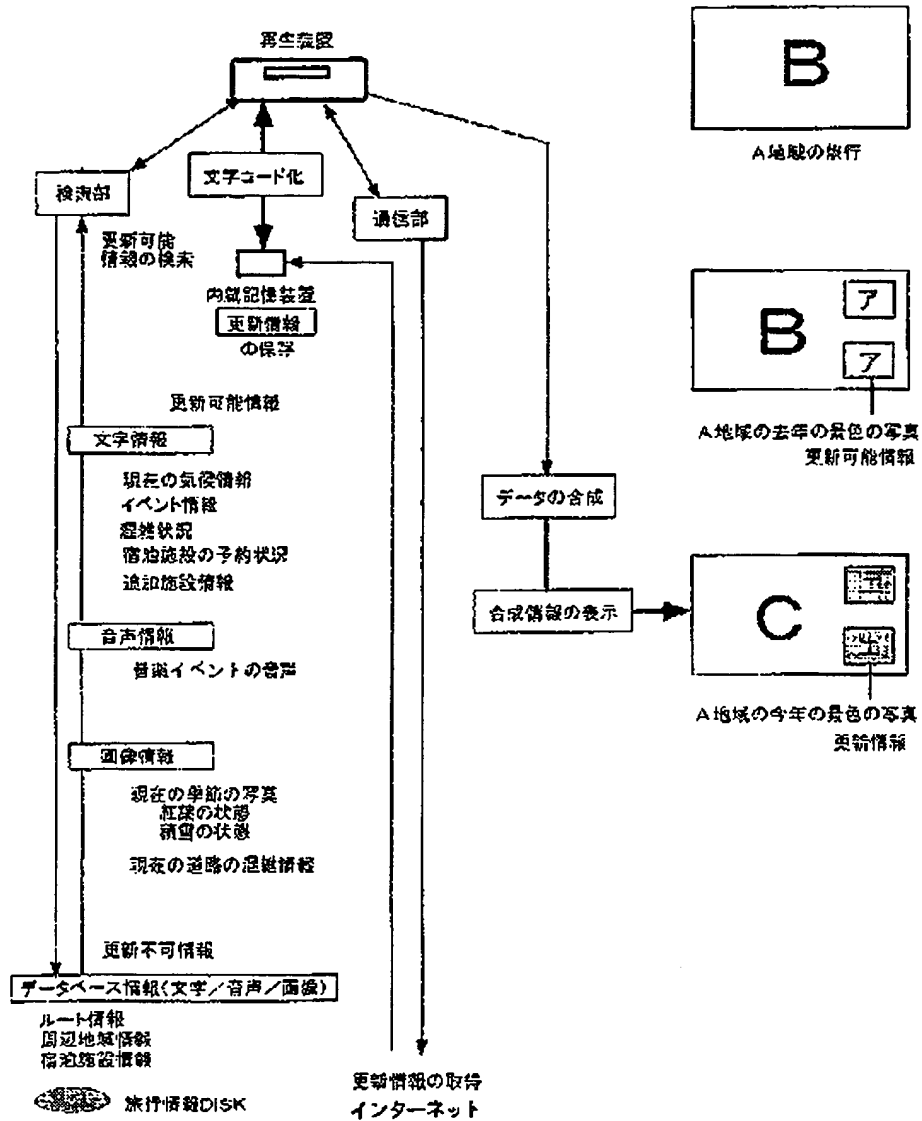 再生装置
検索部
文字コード化
通信部
更新可能
情報の検索
内蔵記憶装置
更新情報
の保存
更新可能情報
文字情報
現在の気候情報
イベント情報
混雑状況
宿泊施設の予約状況
追加施設情報
音声情報
音楽イベントの音声
画像情報
現在の季節の写真
紅葉の状態
積雪の状態
現在の道路の混雑情報
更新不可情報
データベース情報(文字/音声/画像)
ルート情報
周辺地域情報
宿泊施設情報
旅行情報DISK
更新情報の取得
インターネット
データの合成
合成情報の表示
B
A地域の旅行
B
ア
ア
A地域の去年の景色の写真
更新可能情報
C
A地域の今年の景色の写真
更新情報